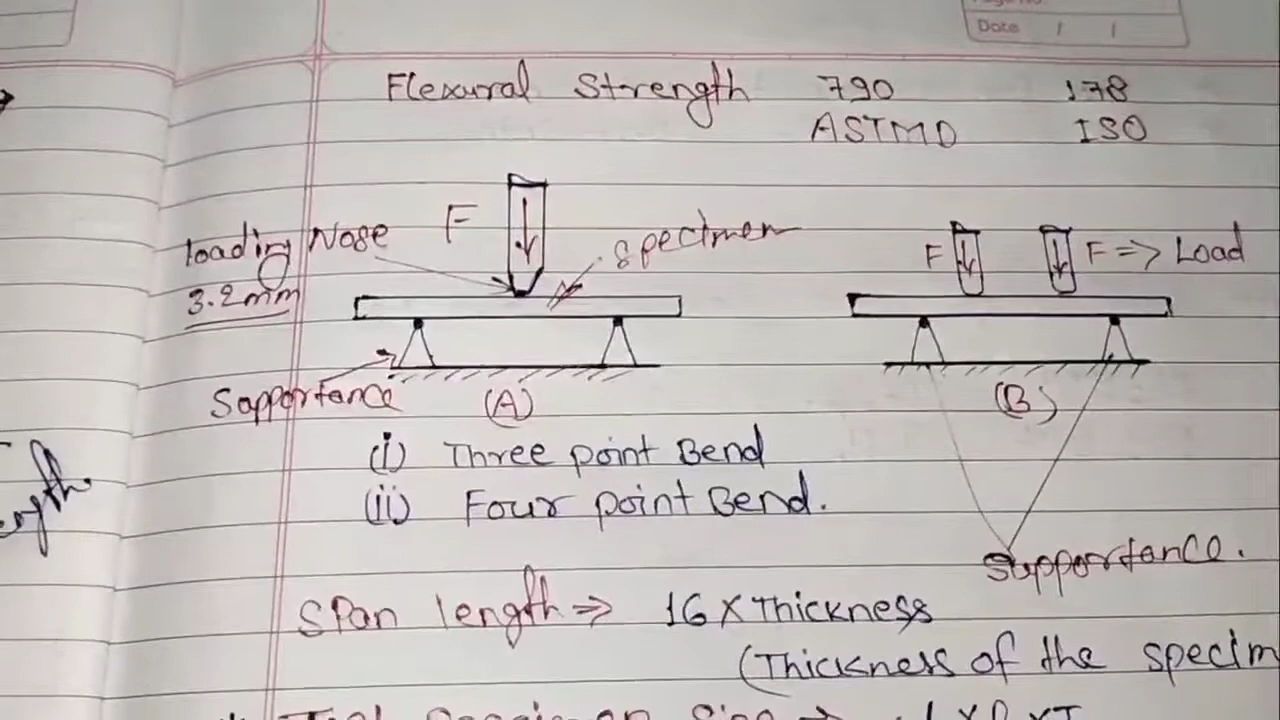 Date / /
Flexural Strength 790 178
ASTMD ISO
Loading Nose F specimen F F => Load
3.2mm
Supportance (A) (B)
(i) Three point Bend
(ii) Four point Bend.
Supportance.
Span length => 16 X Thickness
(Thickness of the specim